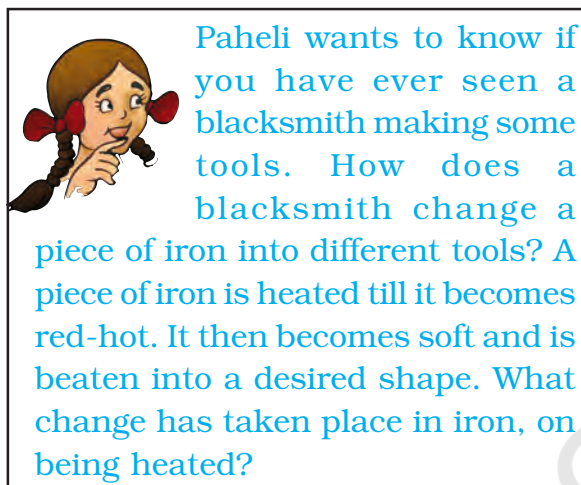 Paheli wants to know if
you have ever seen a
blacksmith making some
tools. How does a
blacksmith change a
piece of iron into different tools? A
piece of iron is heated till it becomes
red-hot. It then becomes soft and is
beaten into a desired shape. What
change has taken place in iron, on
being heated?